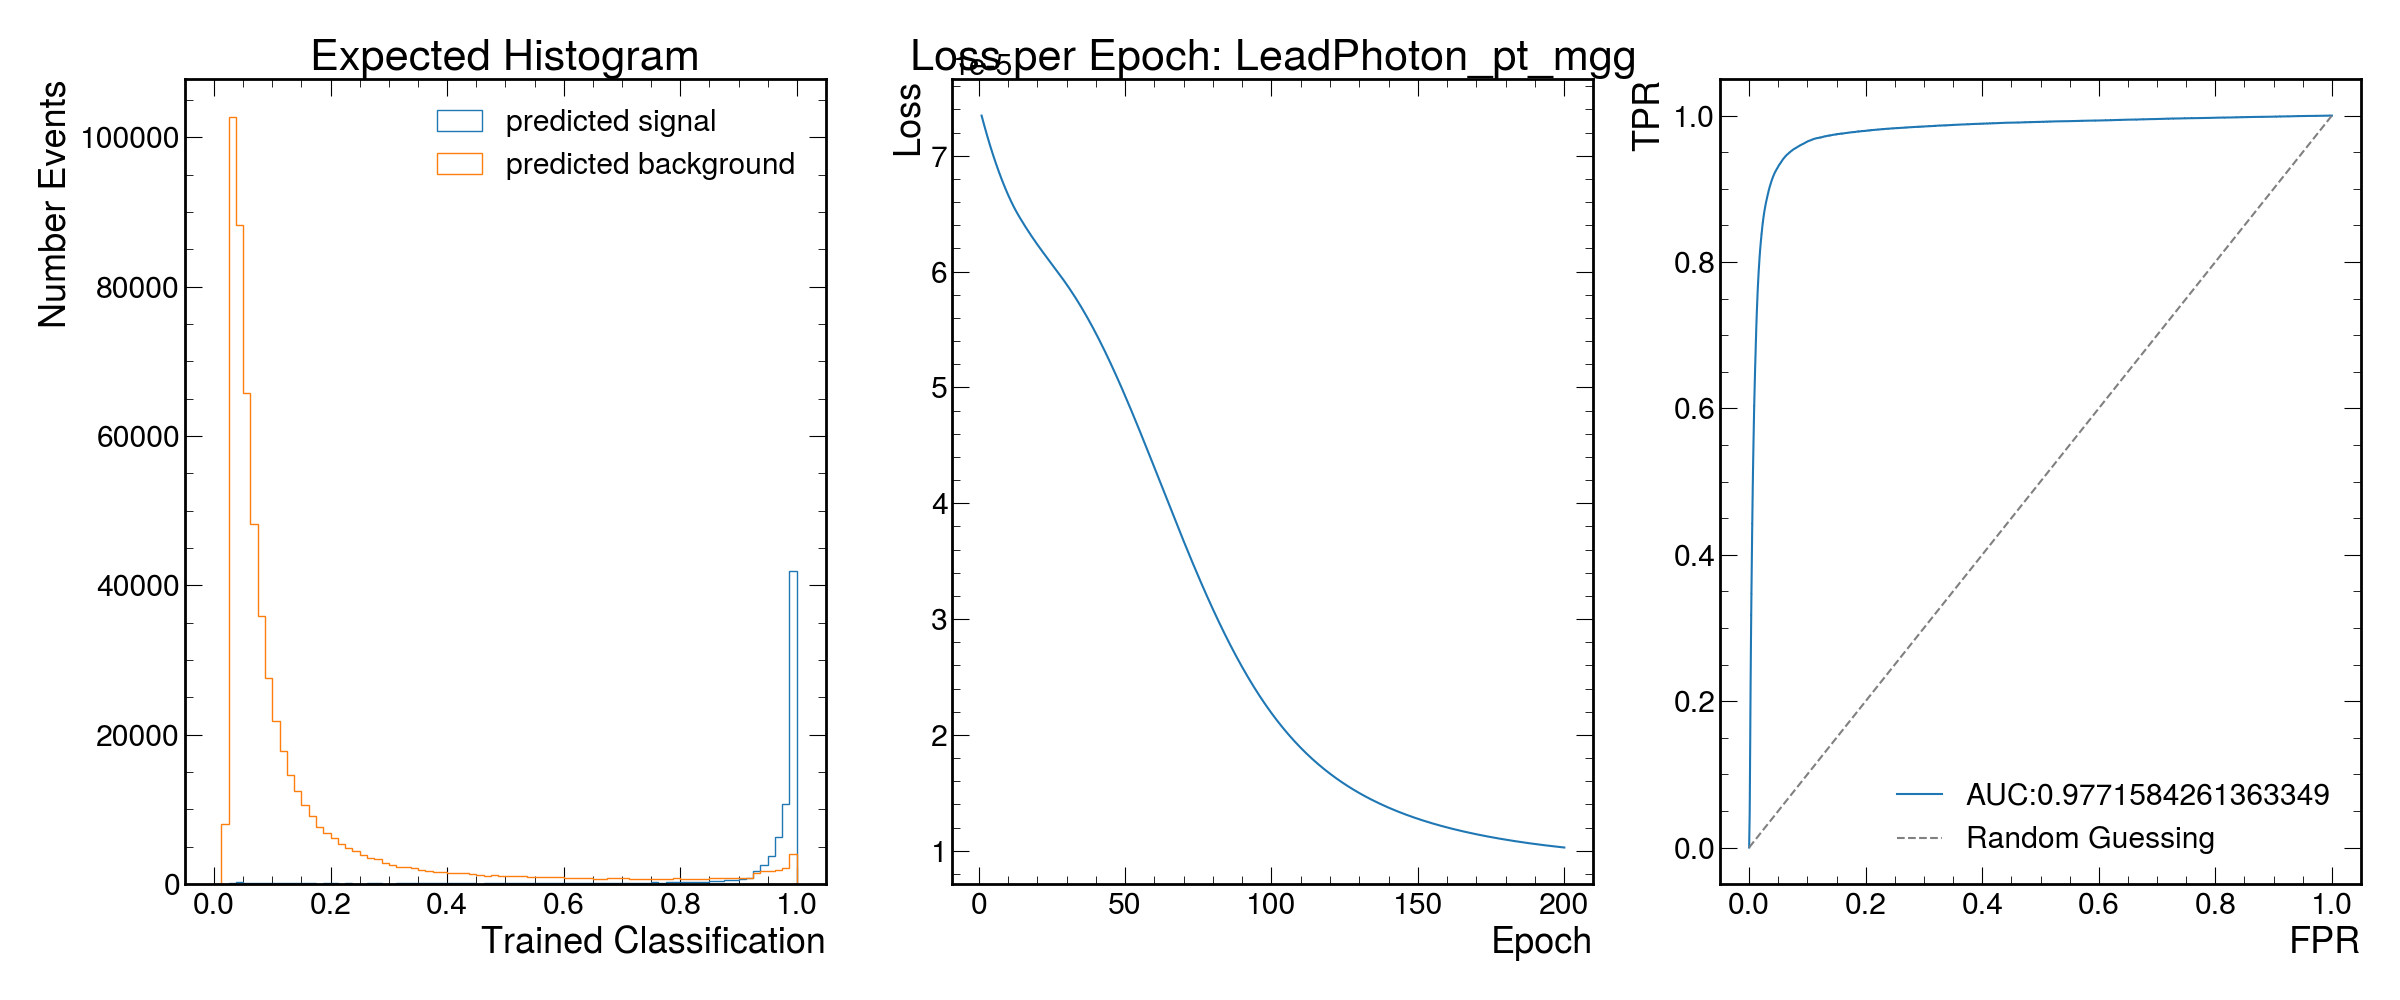 Expected Histogram
Number Events
100000
80000
60000
40000
20000
0
predicted signal
predicted background
0.0 0.2 0.4 0.6 0.8 1.0
Trained Classification
Loss per Epoch: LeadPhoton_pt_mgg
1e-5
Loss
7
6
5
4
3
2
1
0 50 100 150 200
Epoch
TPR
1.0
0.8
0.6
0.4
0.2
0.0
AUC:0.9771584261363349
Random Guessing
0.0 0.2 0.4 0.6 0.8 1.0
FPR